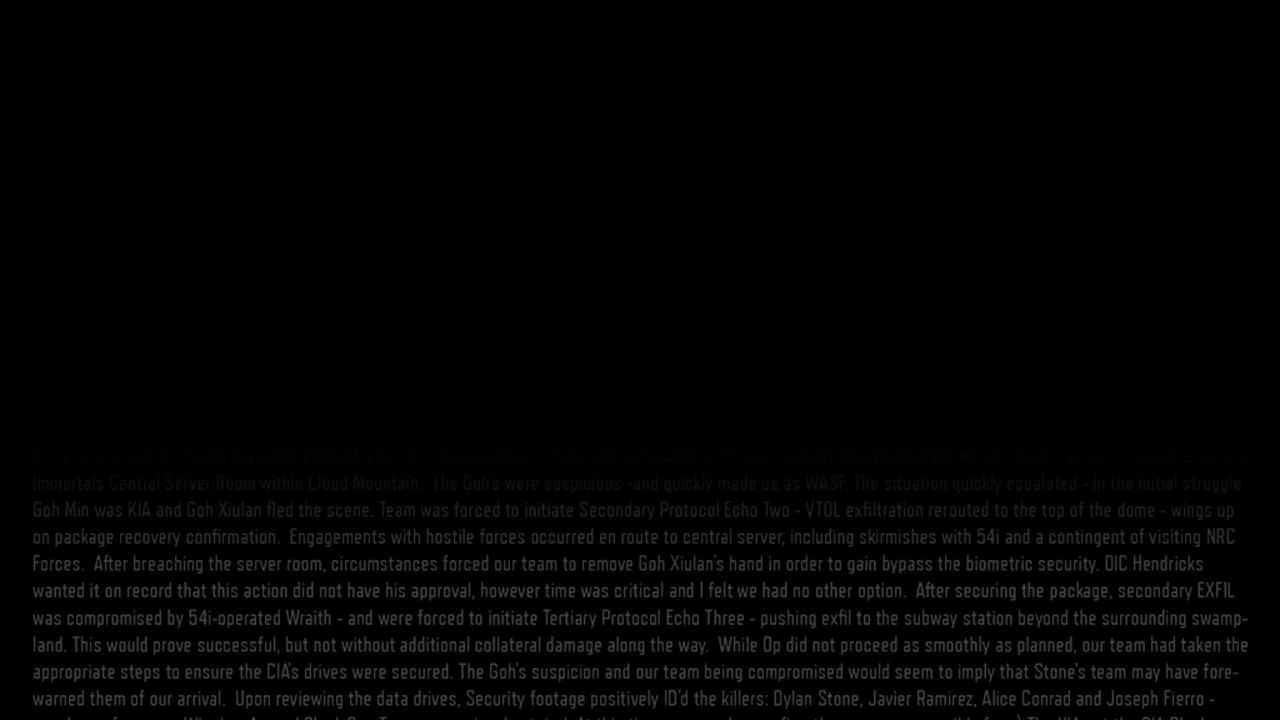 Immortals Central Server Room within Cloud Mountain.  The Goh's were suspicious -and quickly made us as WASF. The situation quickly escalated - In the initial struggle
Goh Min was KIA and Goh Xiulan fled the scene. Team was forced to initiate Secondary Protocol Echo Two - VTOL exfiltration rerouted to the top of the dome - wings up
on package recovery confirmation.  Engagements with hostile forces occurred en route to central server, including skirmishes with 54i and a contingent of visiting NRC
Forces.  After breaching the server room, circumstances forced our team to remove Goh Xiulan's hand in order to gain bypass the biometric security. OIC Hendricks
wanted it on record that this action did not have his approval, however time was critical and I felt we had no other option.  After securing the package, secondary EXFIL
was compromised by 54i-operated Wraith - and were forced to initiate Tertiary Protocol Echo Three - pushing exfil to the subway station beyond the surrounding swamp-
land. This would prove successful, but not without additional collateral damage along the way.  While Op did not proceed as smoothly as planned, our team had taken the
appropriate steps to ensure the CIA's drives were secured. The Goh's suspicion and our team being compromised would seem to imply that Stone's team may have fore-
warned them of our arrival.  Upon reviewing the data drives, Security footage positively ID'd the killers: Dylan Stone, Javier Ramirez, Alice Conrad and Joseph Fierro -